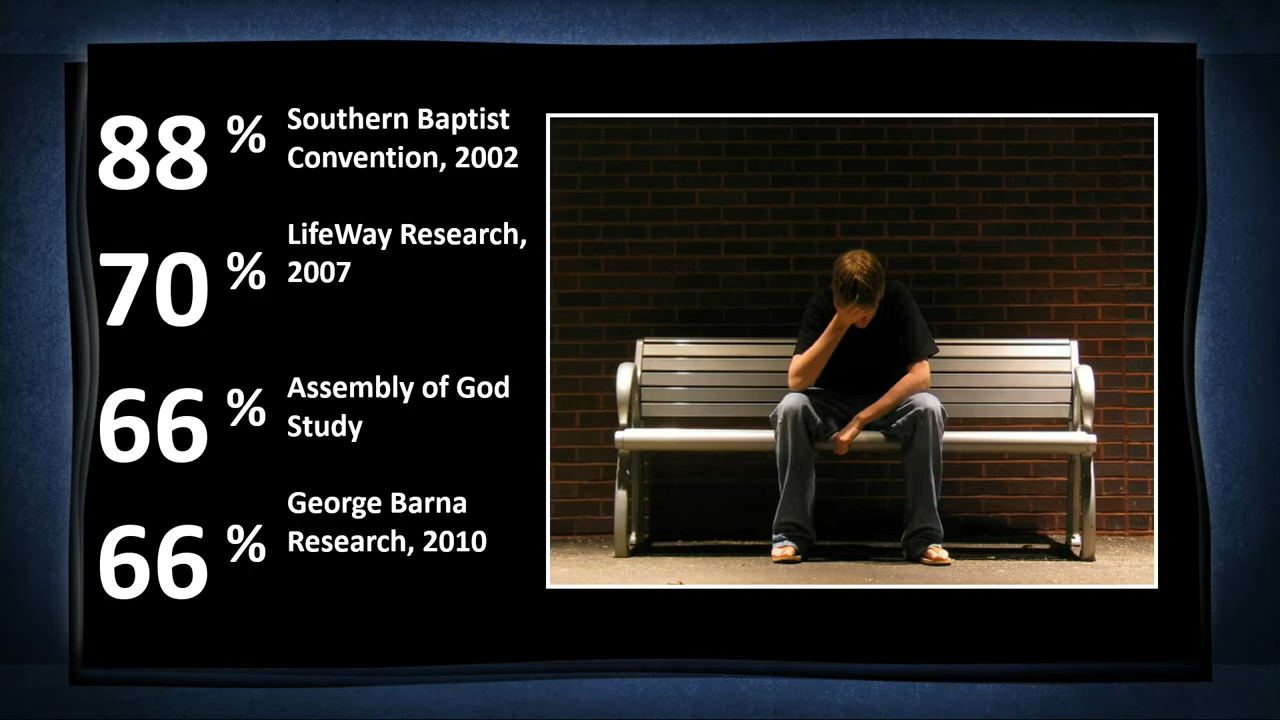 88 %
Southern Baptist
Convention, 2002
70 %
LifeWay Research,
2007
66 %
Assembly of God
Study
66 %
George Barna
Research, 2010